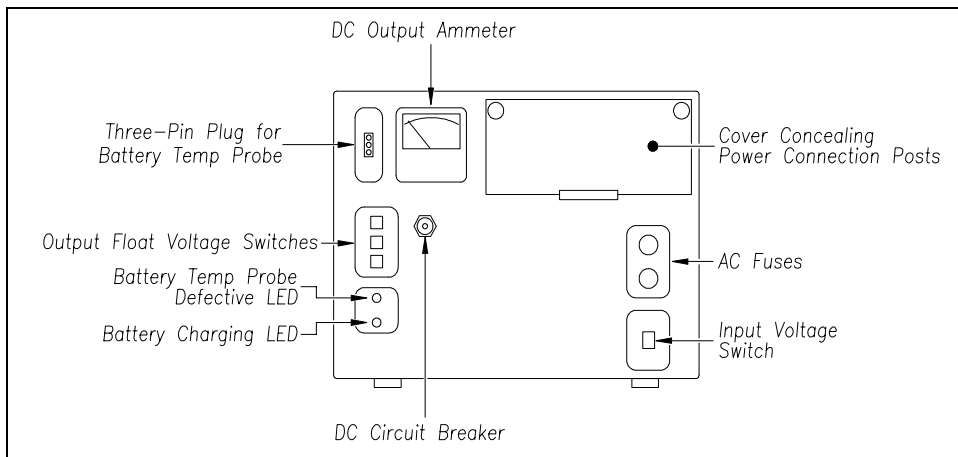 DC Output Ammeter
Three-Pin Plug for
Battery Temp Probe
Cover Concealing
Power Connection Posts
Output Float Voltage Switches
AC Fuses
Battery Temp Probe
Defective LED
Battery Charging LED
Input Voltage
Switch
DC Circuit Breaker